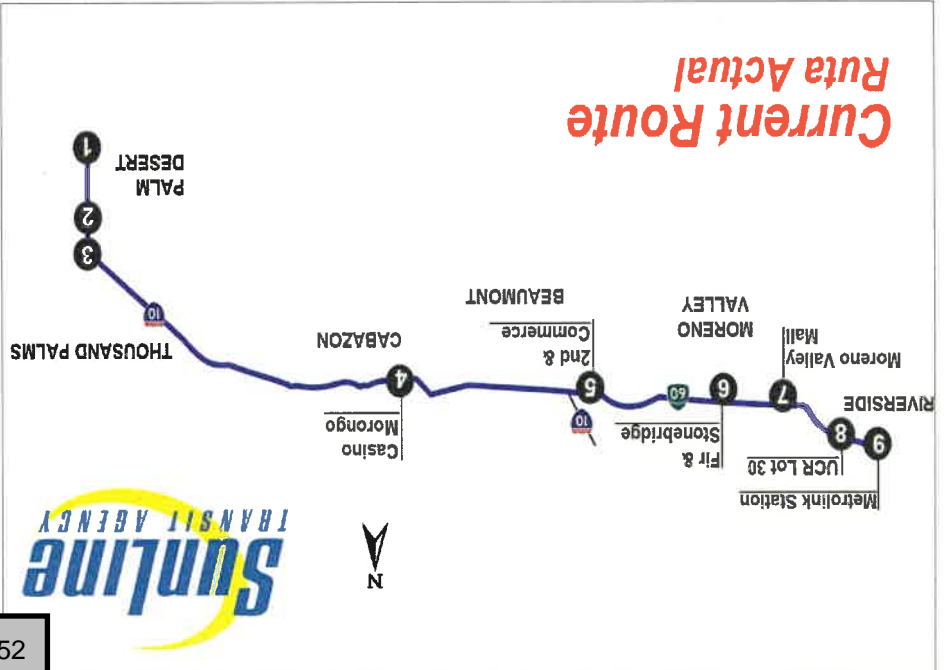 SunLine
TRANSIT AGENCY
N
Metrolink Station
UCR Lot 30
Fir &
Stonebridge
Casino
Morongo
9
8
RIVERSIDE
7
Moreno Valley
Mall
6
MORENO
VALLEY
60
10
5
2nd &
Commerce
BEAUMONT
4
CABAZON
THOUSAND PALMS
10
3
2
1
PALM
DESERT
Current Route
Ruta Actual
52